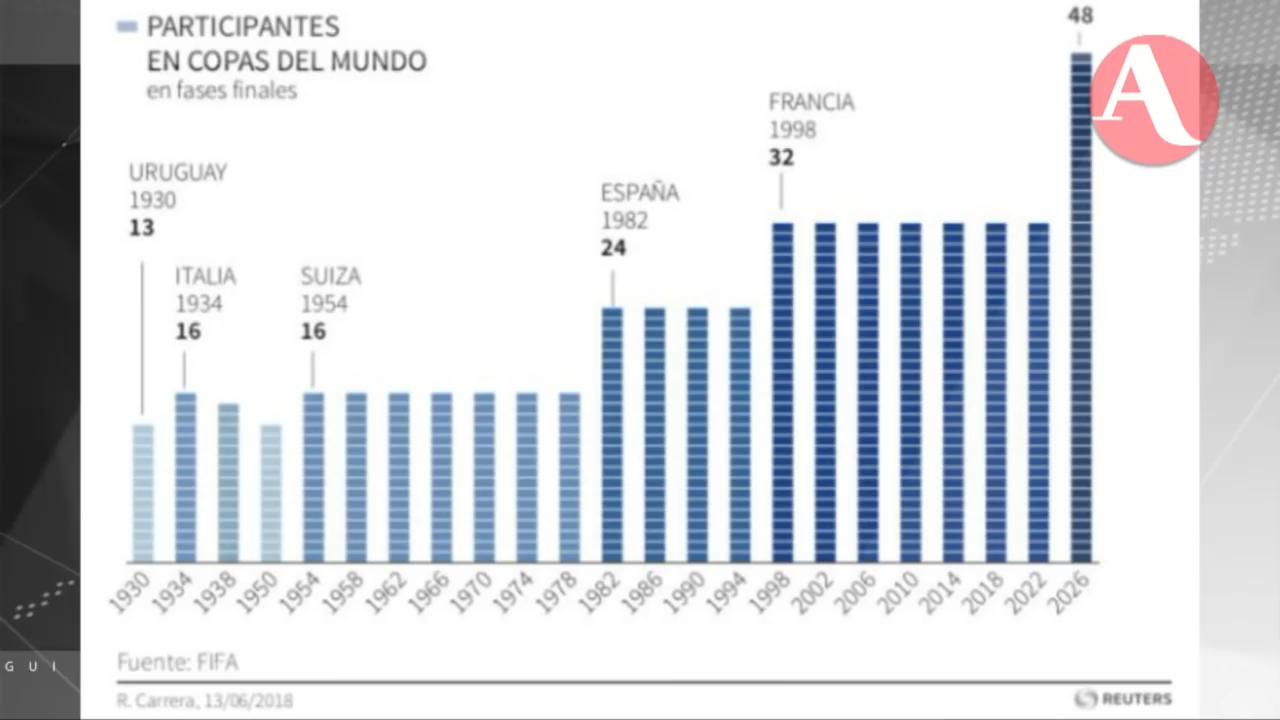 PARTICIPANTES
EN COPAS DEL MUNDO
en fases finales
48
A
FRANCIA
1998
32
URUGUAY
1930
13
ESPAÑA
1982
24
ITALIA
1934
16
SUIZA
1954
16
1930 1934 1938 1950 1954 1958 1962 1966 1970 1974 1978 1982 1986 1990 1994 1998 2002 2006 2010 2014 2018 2022 2026
Fuente: FIFA
GUI
R. Carrera, 13/06/2018
REUTERS